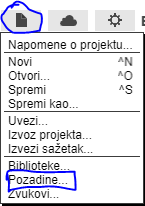 Napomene o projektu...
Novi ^N
Otvori... ^O
Spremi ^S
Spremi kao...
Uvezi...
Izvoz projekta...
Izvezi sažetak...
Biblioteke...
Pozadine...
Zvukovi...